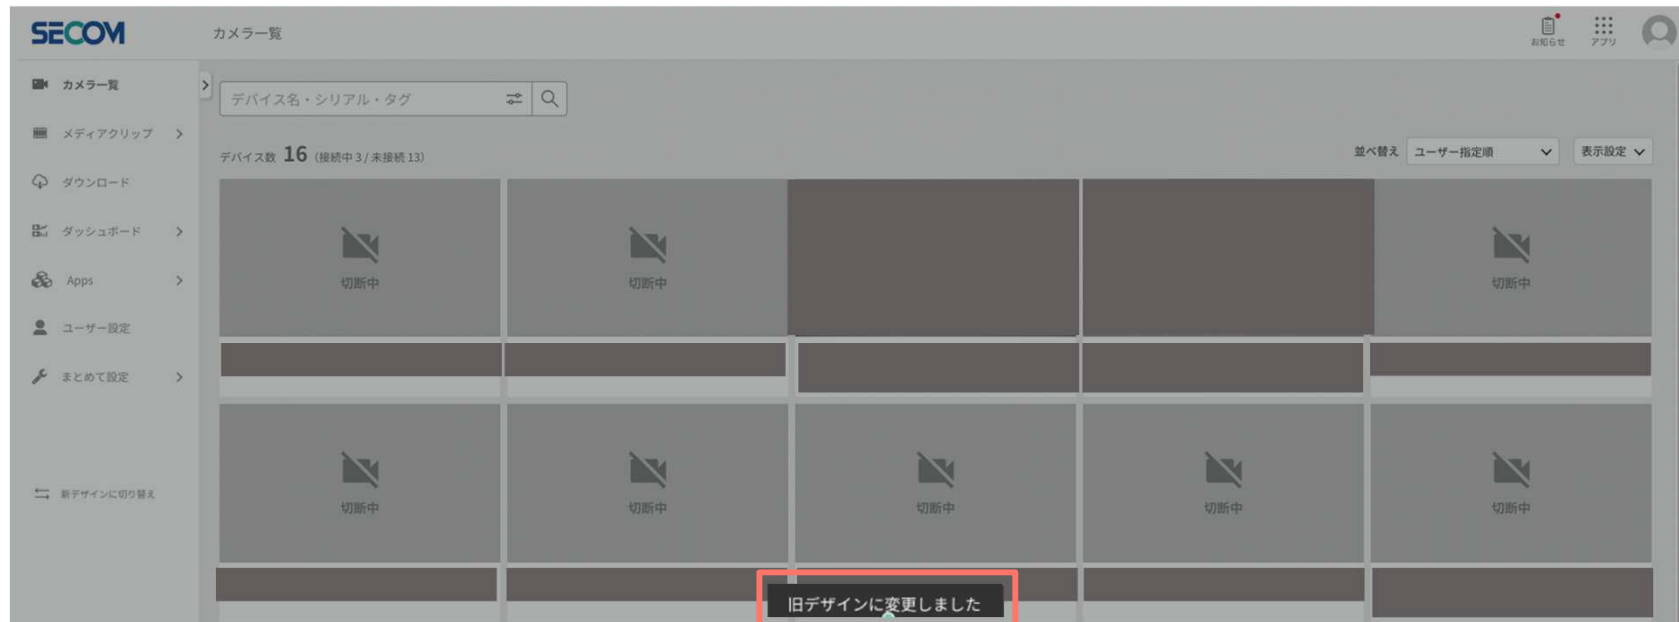 SECOM
カメラ一覧
お知らせ
アプリ
カメラ一覧
メディアクリップ
ダウンロード
ダッシュボード
Apps
ユーザー設定
まとめて設定
新デザインに切り替え
デバイス名・シリアル・タグ
デバイス数 16 (接続中 3 / 未接続 13)
並べ替え ユーザー指定順 表示設定
切断中 切断中 切断中
切断中 切断中 切断中 切断中 切断中
旧デザインに変更しました